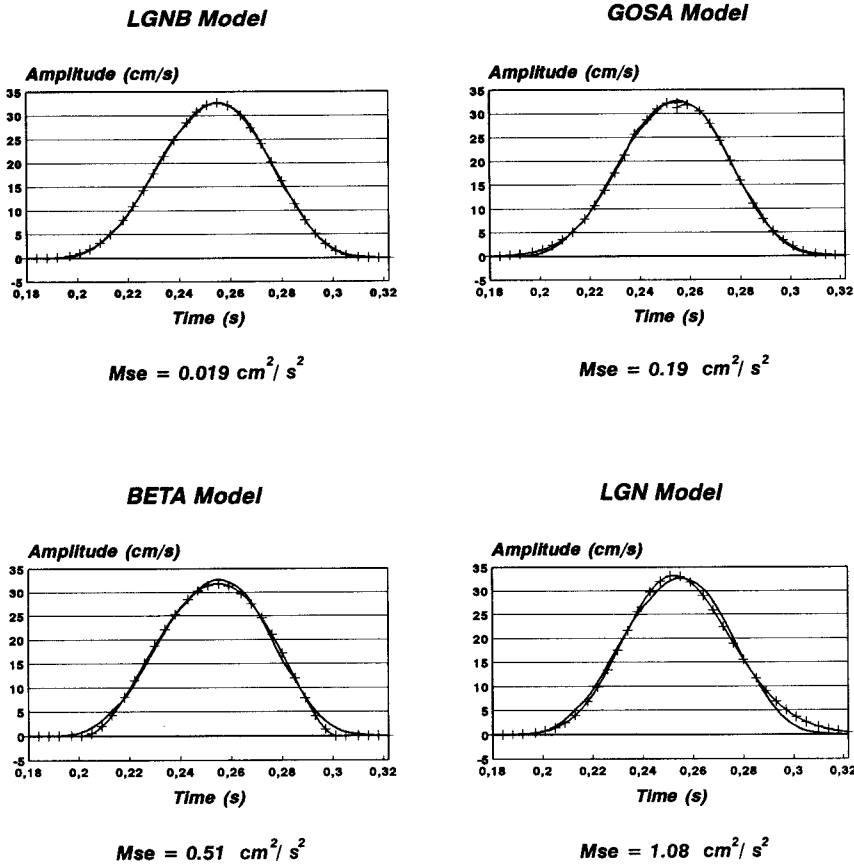 LGNB Model
Amplitude (cm/s)
35
30
25
20
15
10
5
0
-5
0,18 0,2 0,22 0,24 0,26 0,28 0,3 0,32
Time (s)
Mse = 0.019 cm²/ s²
GOSA Model
Amplitude (cm/s)
35
30
25
20
15
10
5
0
-5
0,18 0,2 0,22 0,24 0,26 0,28 0,3 0,32
Time (s)
Mse = 0.19 cm²/ s²
BETA Model
Amplitude (cm/s)
35
30
25
20
15
10
5
0
-5
0,18 0,2 0,22 0,24 0,26 0,28 0,3 0,32
Time (s)
Mse = 0.51 cm²/ s²
LGN Model
Amplitude (cm/s)
35
30
25
20
15
10
5
0
-5
0,18 0,2 0,22 0,24 0,26 0,28 0,3 0,32
Time (s)
Mse = 1.08 cm²/ s²